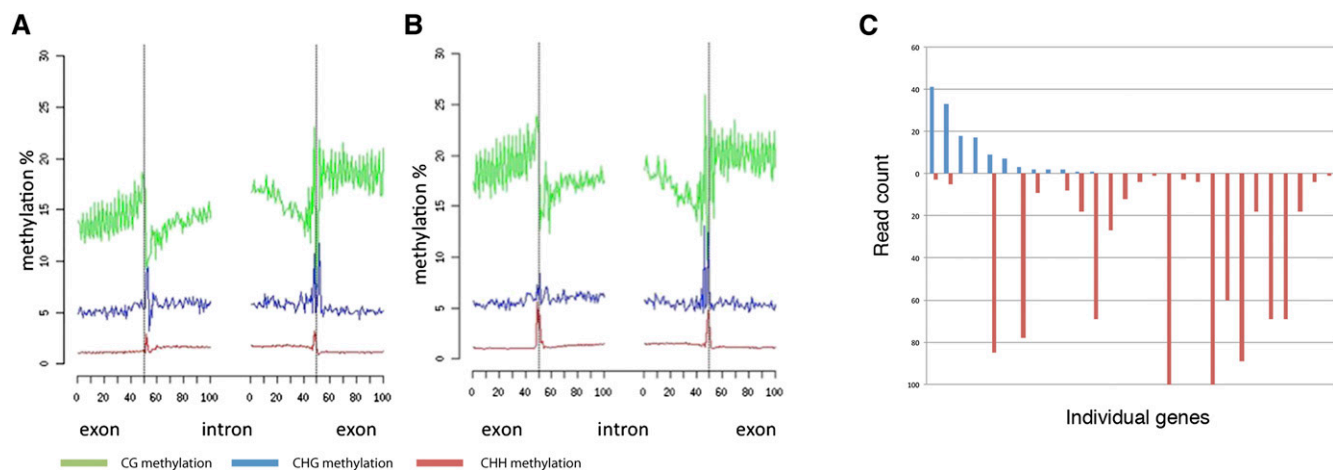 A
B
C
30
25
20
15
10
5
0
methylation %
0 20 40 60 80 100
0 20 40 60 80 100
exon intron exon
30
25
20
15
10
5
0
methylation %
0 20 40 60 80 100
0 20 40 60 80 100
exon intron exon
60
40
20
0
20
40
60
80
100
Read count
Individual genes
CG methylation CHG methylation CHH methylation